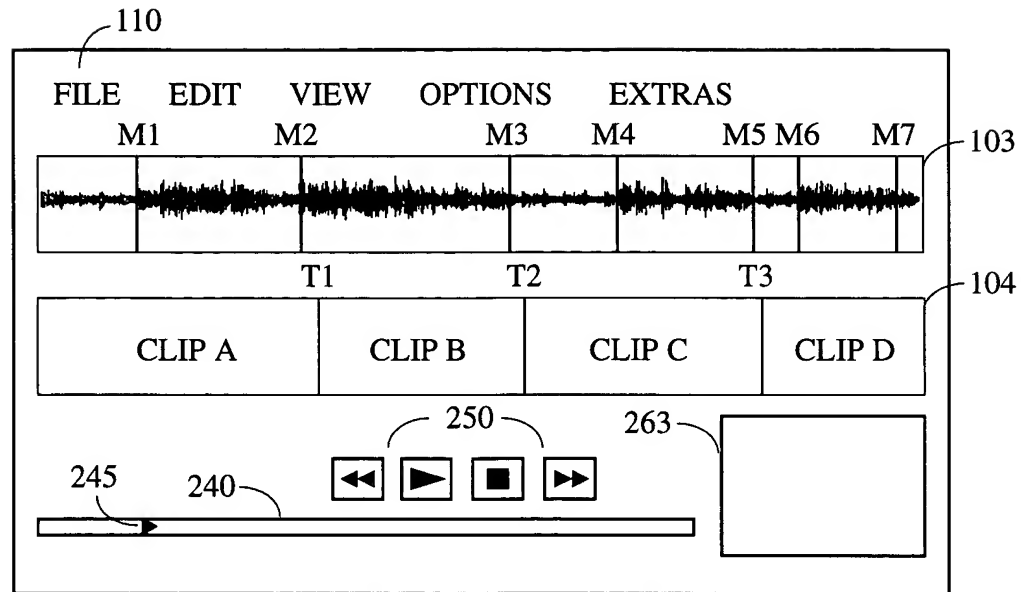 110
FILE EDIT VIEW OPTIONS EXTRAS
M1 M2 M3 M4 M5 M6 M7
103
T1 T2 T3
104
CLIP A CLIP B CLIP C CLIP D
250 263
245 240